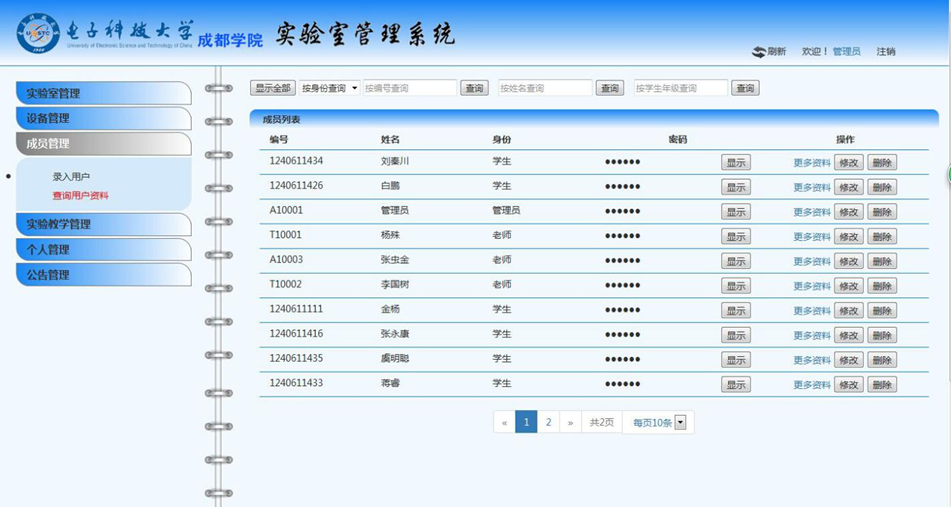 电子科技大学 成都学院 实验室管理系统
University of Electronic Science and Technology of China
刷新 欢迎！管理员 注销
实验室管理
设备管理
成员管理
录入用户
查询用户资料
实验教学管理
个人管理
公告管理
显示全部 按身份查询 按编号查询 查询 按姓名查询 查询 按学生年级查询 查询
成员列表
编号 姓名 身份 密码 操作
1240611434 刘秦川 学生 ●●●●●● 显示 更多资料 修改 删除
1240611426 白鹏 学生 ●●●●●● 显示 更多资料 修改 删除
A10001 管理员 管理员 ●●●●●● 显示 更多资料 修改 删除
T10001 杨殊 老师 ●●●●●● 显示 更多资料 修改 删除
A10003 张虫金 老师 ●●●●●● 显示 更多资料 修改 删除
T10002 李国树 老师 ●●●●●● 显示 更多资料 修改 删除
1240611111 金杨 学生 ●●●●●● 显示 更多资料 修改 删除
1240611416 张永康 学生 ●●●●●● 显示 更多资料 修改 删除
1240611435 虞明聪 学生 ●●●●●● 显示 更多资料 修改 删除
1240611433 蒋睿 学生 ●●●●●● 显示 更多资料 修改 删除
« 1 2 » 共2页 每页10条